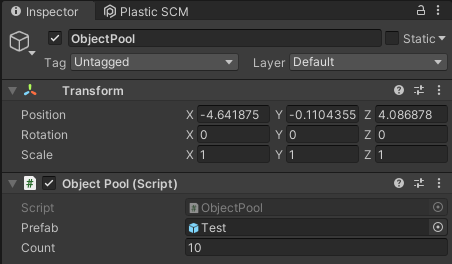 Inspector Plastic SCM
ObjectPool Static
Tag Untagged Layer Default
Transform
Position X -4.641875 Y -0.1104355 Z 4.086878
Rotation X 0 Y 0 Z 0
Scale X 1 Y 1 Z 1
# Object Pool (Script)
Script # ObjectPool
Prefab Test
Count 10